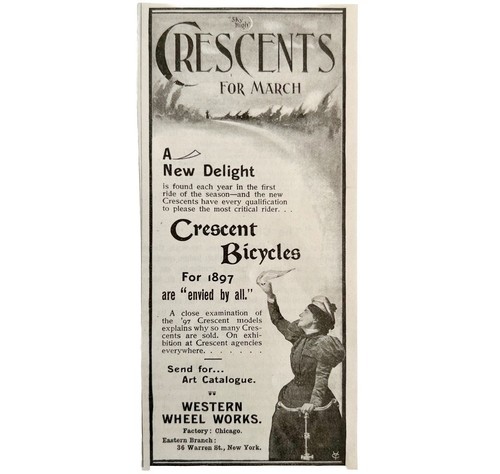 "Sky
High"
CRESCENTS
FOR MARCH
A
New Delight
is found each year in the first
ride of the season—and the new
Crescents have every qualification
to please the most critical rider. . .
Crescent
Bicycles
For 1897
are "envied by all."
A close examination of
the '97 Crescent models
explains why so many Cres-
cents are sold. On exhi-
bition at Crescent agencies
everywhere. . . . . . .
Send for...
Art Catalogue.
WESTERN
WHEEL WORKS.
Factory: Chicago.
Eastern Branch:
36 Warren St., New York.